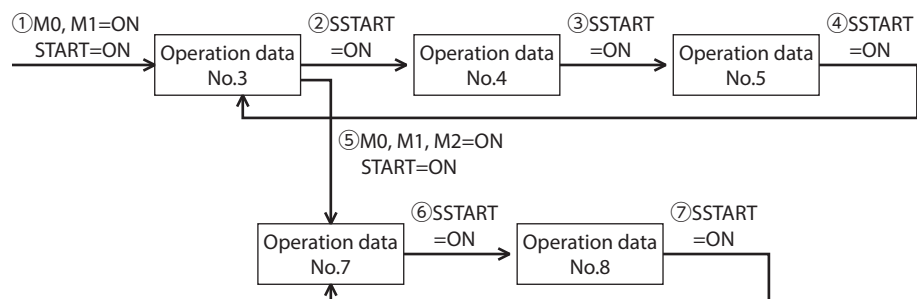 ①M0, M1=ON
START=ON
Operation data
No.3
②SSTART
=ON
Operation data
No.4
③SSTART
=ON
Operation data
No.5
④SSTART
=ON
⑤M0, M1, M2=ON
START=ON
Operation data
No.7
⑥SSTART
=ON
Operation data
No.8
⑦SSTART
=ON